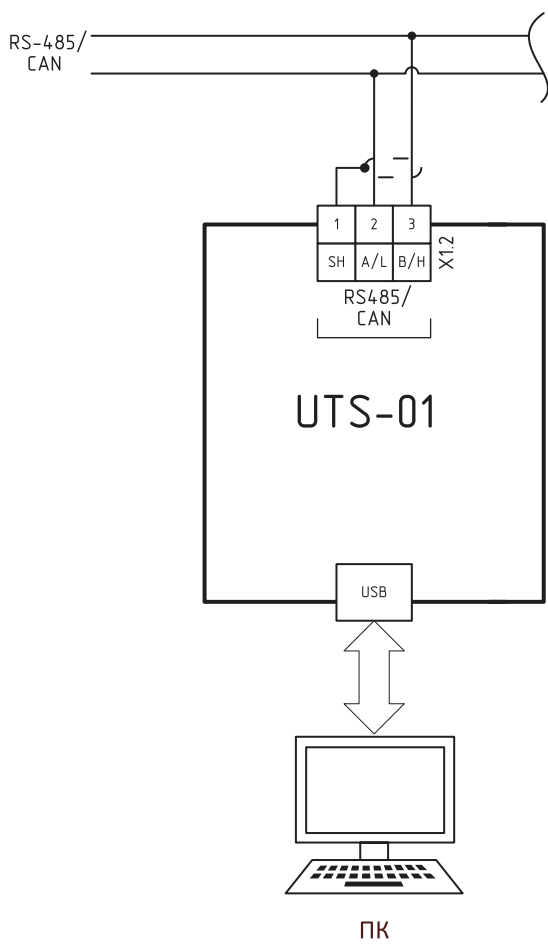 RS-485/
CAN
1 2 3
SH A/L B/H
X1.2
RS485/
CAN
UTS-01
USB
ПК